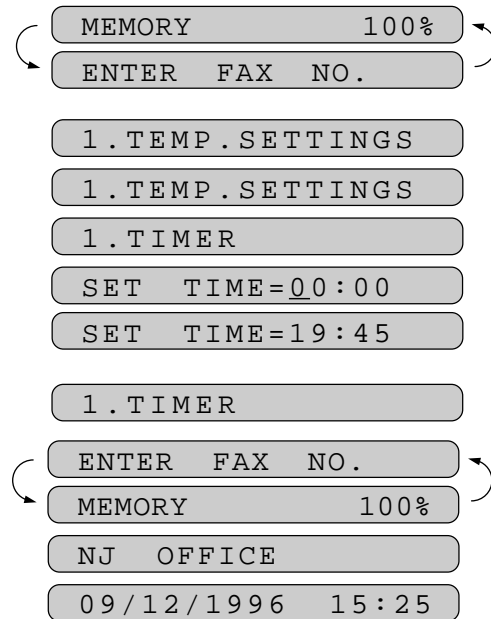 MEMORY 100%
ENTER FAX NO.
1.TEMP.SETTINGS
1.TEMP.SETTINGS
1.TIMER
SET TIME=00:00
SET TIME=19:45
1.TIMER
ENTER FAX NO.
MEMORY 100%
NJ OFFICE
09/12/1996 15:25